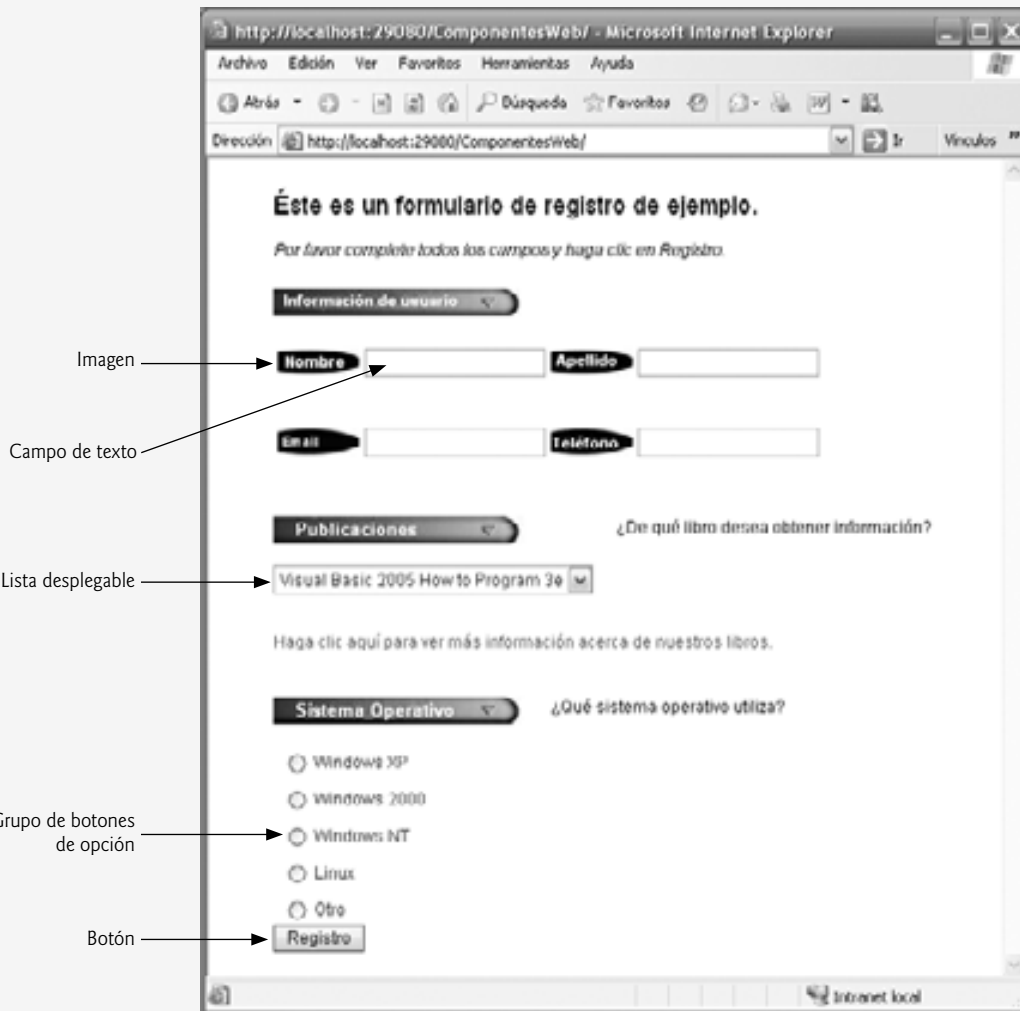 http://localhost:29080/ComponentesWeb/ - Microsoft Internet Explorer
Archivo Edición Ver Favoritos Herramientas Ayuda
Atrás Búsqueda Favoritos
Dirección http://localhost:29080/ComponentesWeb/ Ir Vínculos »
Éste es un formulario de registro de ejemplo.
Por favor complete todos los campos y haga clic en Registro.
Información de usuario
Imagen
Nombre Apellido
Campo de texto
Email Teléfono
Publicaciones ¿De qué libro desea obtener información?
Lista desplegable
Visual Basic 2005 How to Program 3e
Haga clic aquí para ver más información acerca de nuestros libros.
Sistema Operativo ¿Qué sistema operativo utiliza?
Windows XP
Windows 2000
Grupo de botones
de opción
Windows NT
Linux
Otro
Botón
Registro
Intranet local